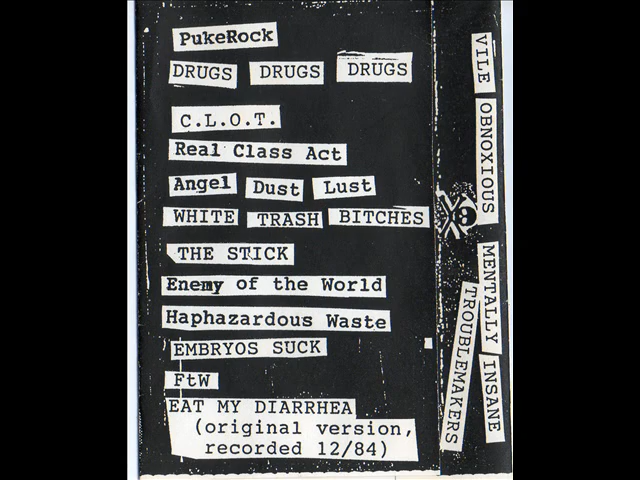 PukeRock
DRUGS DRUGS DRUGS
C.L.O.T.
Real Class Act
Angel Dust Lust
WHITE TRASH BITCHES
THE STICK
Enemy of the World
Haphazardous Waste
EMBRYOS SUCK
FtW
EAT MY DIARRHEA
(original version,
recorded 12/84)
VILE OBNOXIOUS MENTALLY INSANE
TROUBLEMAKERS